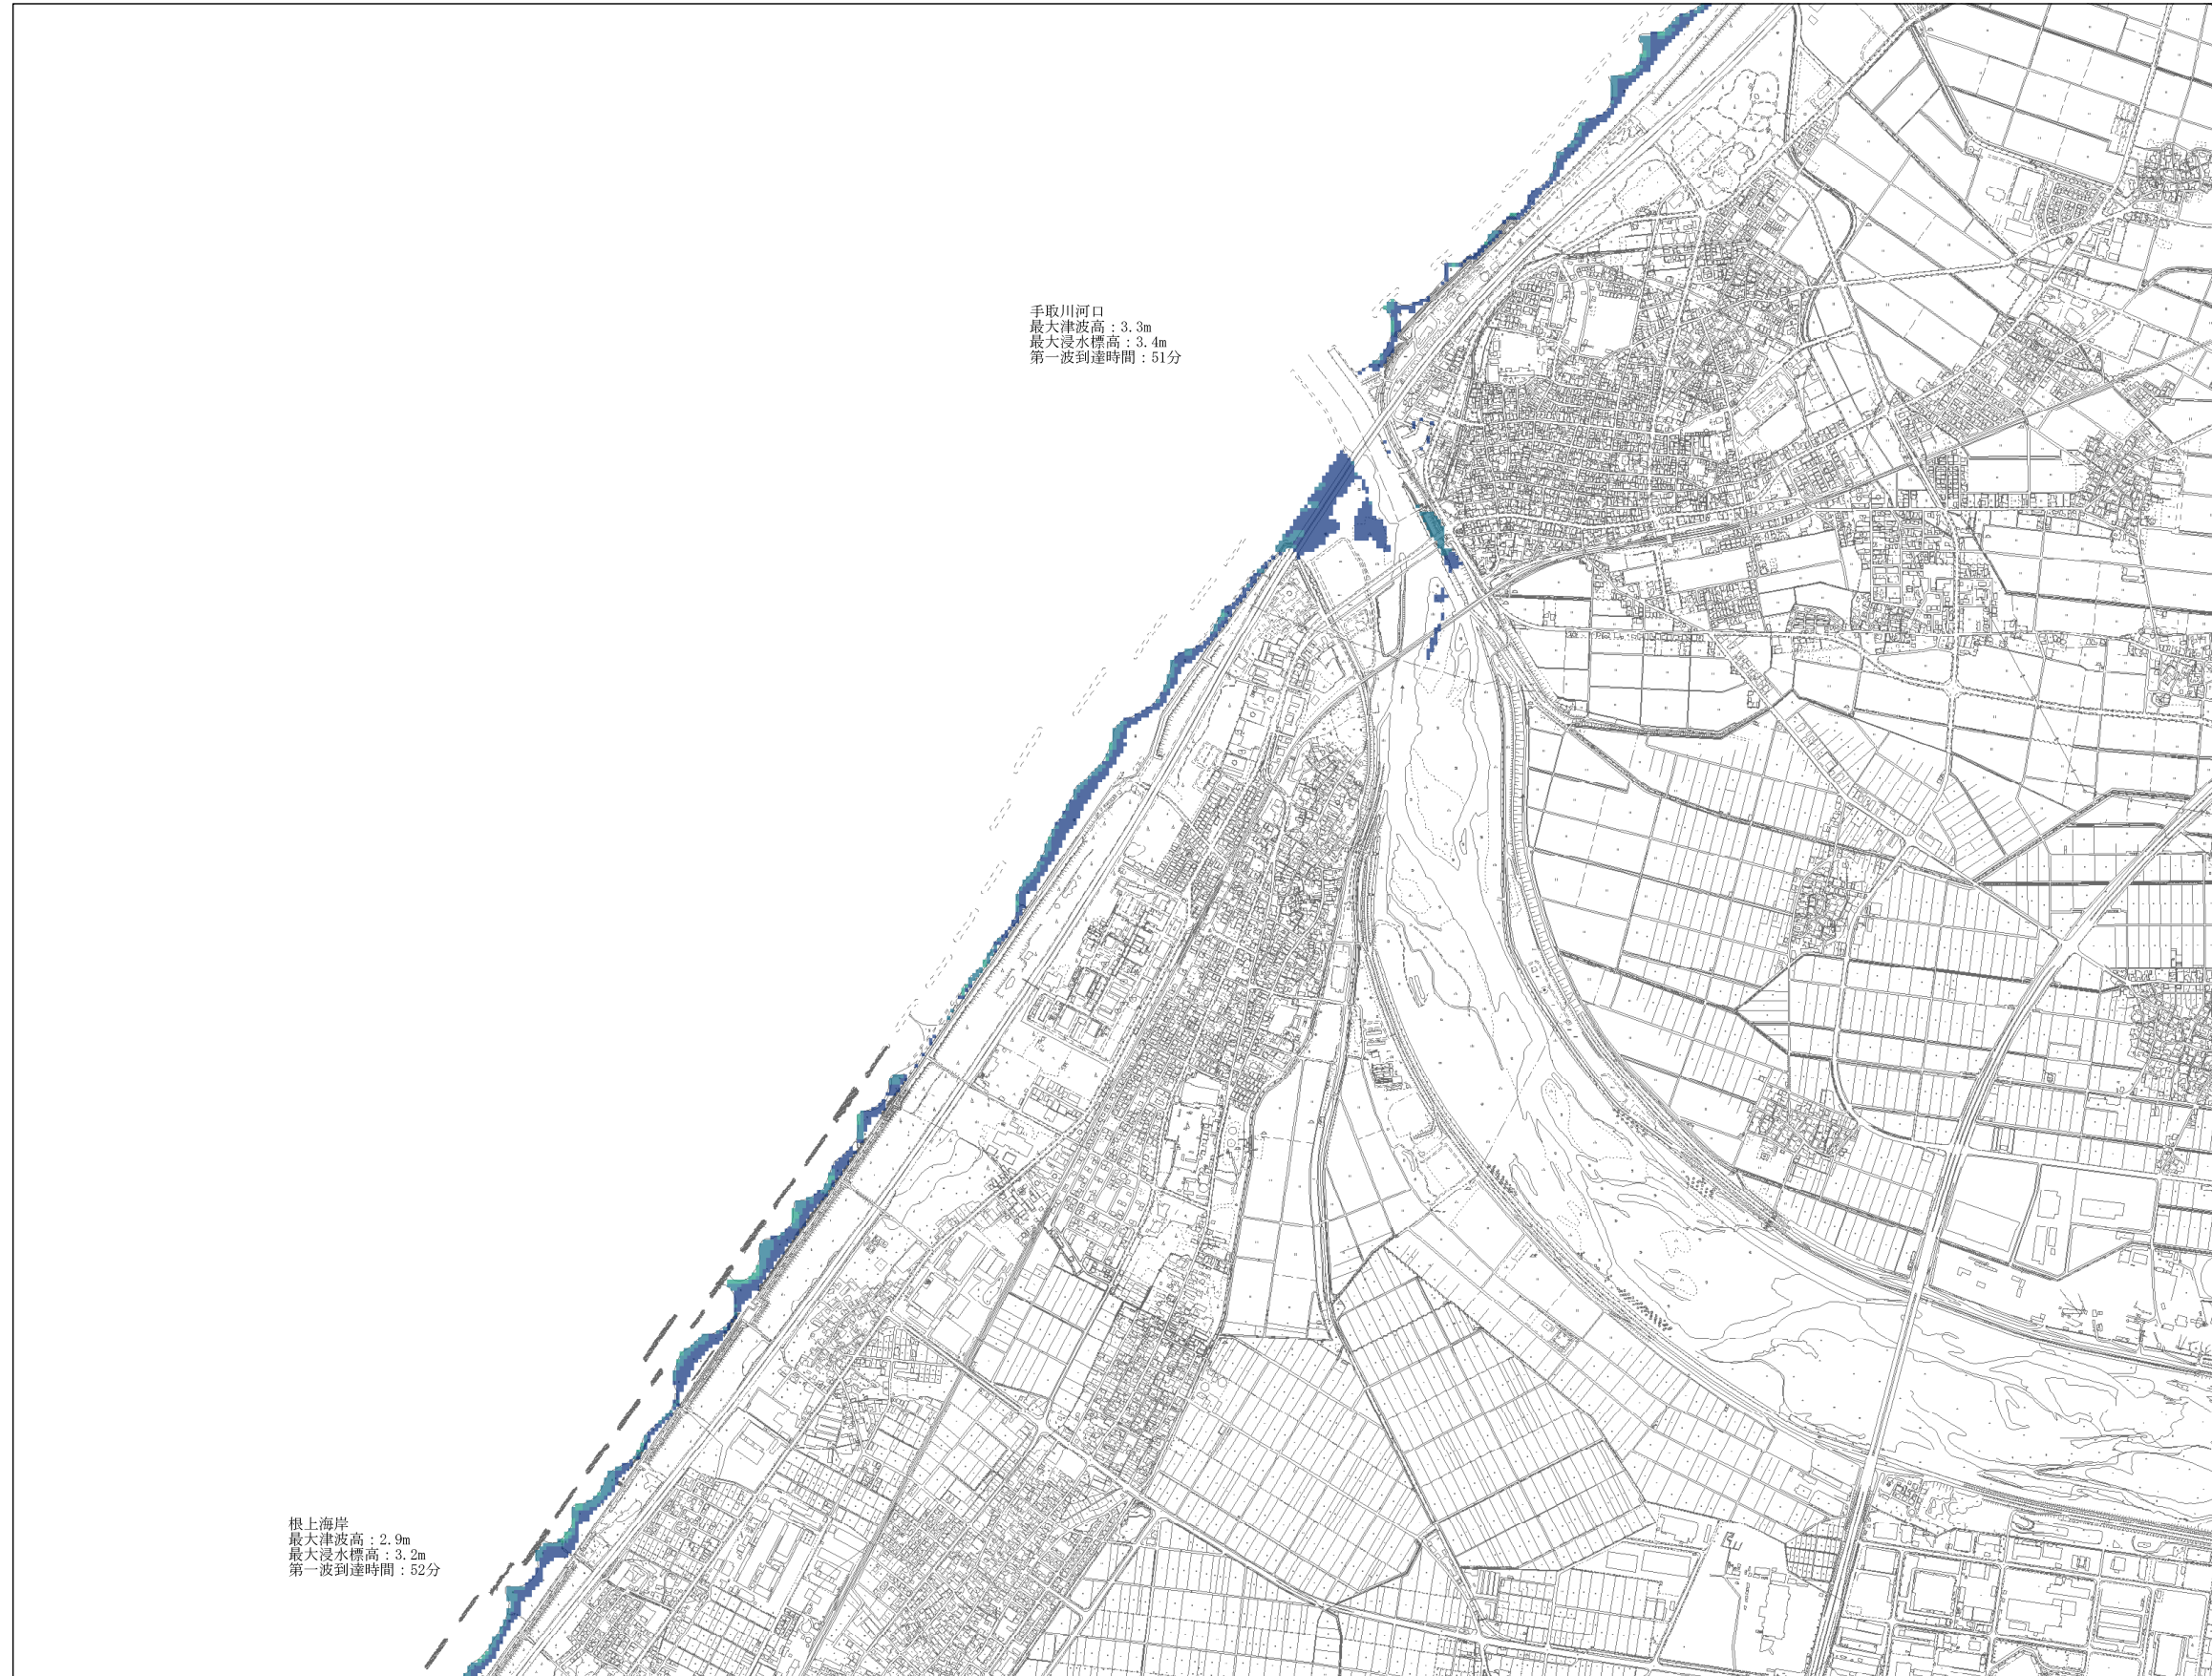 手取川河口
最大津波高：3.3m
最大浸水標高：3.4m
第一波到達時間：51分
根上海岸
最大津波高：2.9m
最大浸水標高：3.2m
第一波到達時間：52分